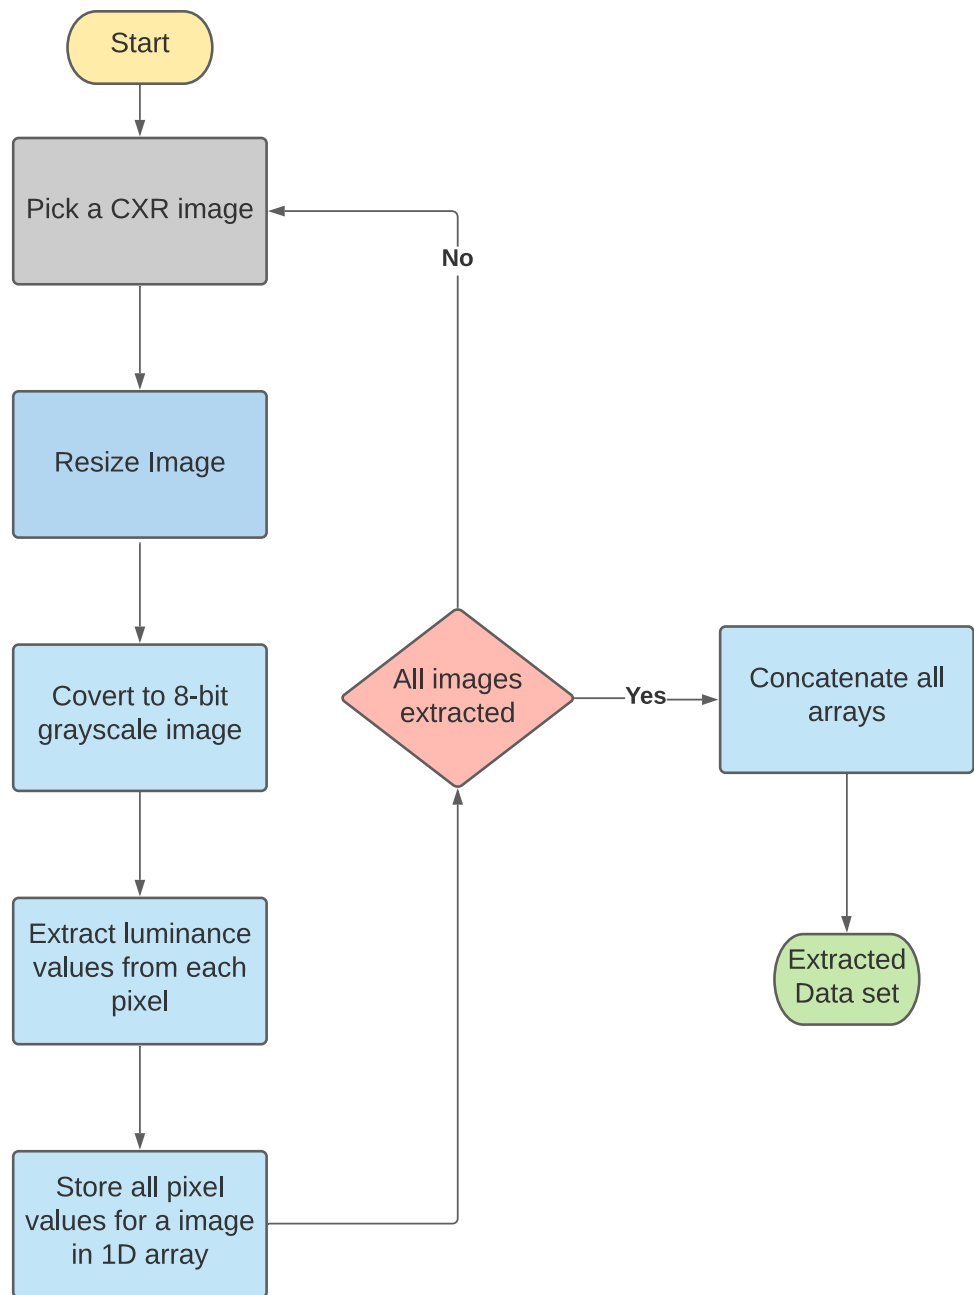 Start
Pick a CXR image
Resize Image
Covert to 8-bit
grayscale image
Extract luminance
values from each
pixel
Store all pixel
values for a image
in 1D array
All images
extracted
No
Yes
Concatenate all
arrays
Extracted
Data set